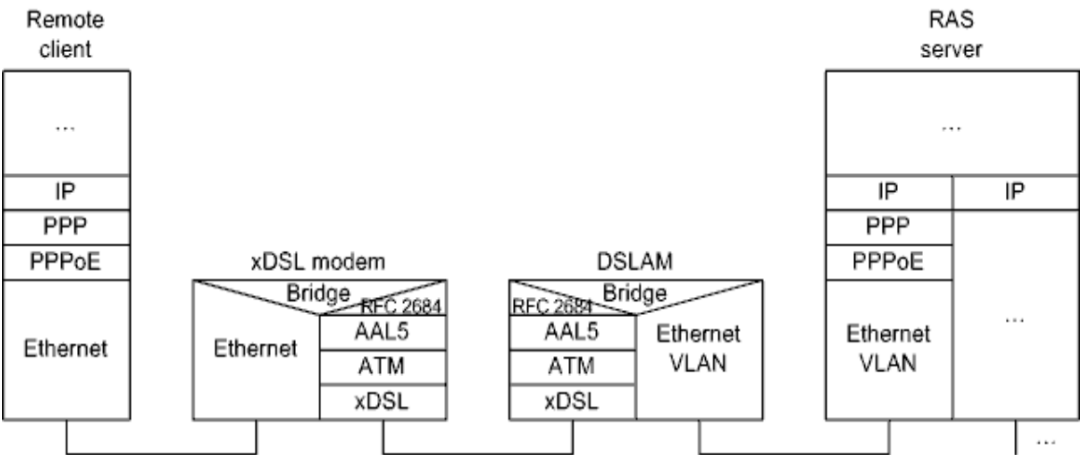 Remote
client
...
IP
PPP
PPPoE
Ethernet
xDSL modem
Bridge
RFC 2684
Ethernet
AAL5
ATM
xDSL
DSLAM
Bridge
RFC 2684
AAL5
ATM
xDSL
Ethernet
VLAN
RAS
server
...
IP
IP
PPP
PPPoE
Ethernet
VLAN
...
...